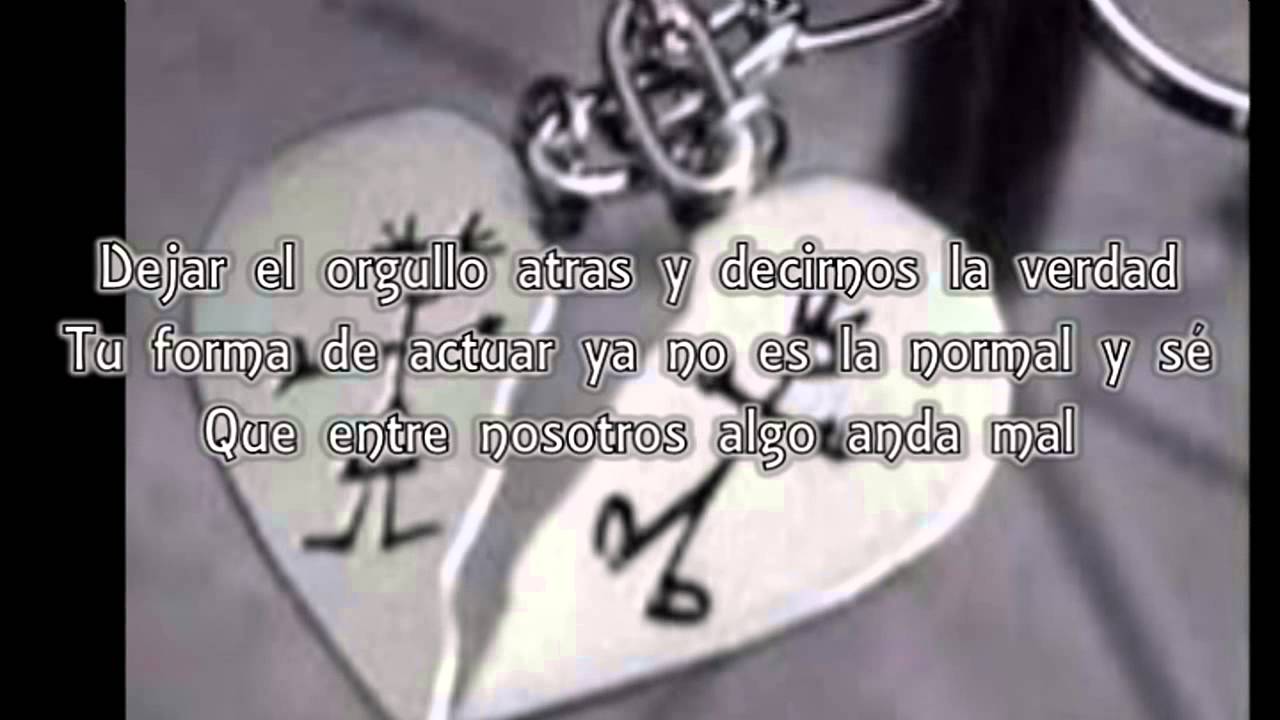 Dejar el orgullo atras y decirnos la verdad
Tu forma de actuar ya no es la normal y sé
Que entre nosotros algo anda mal